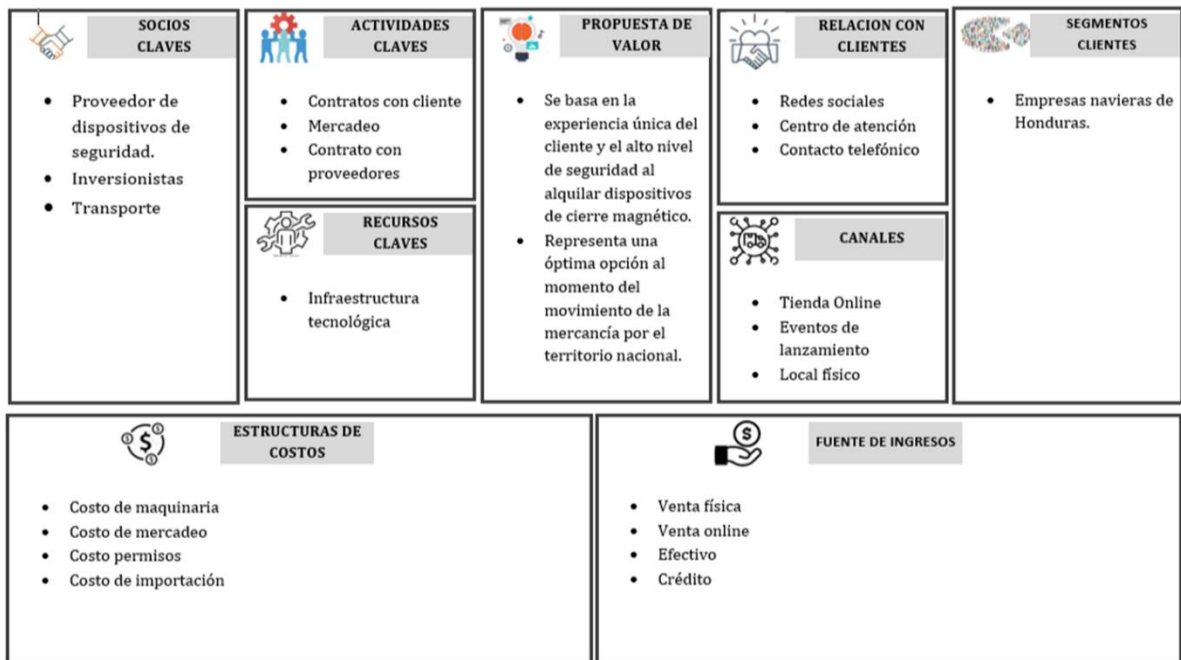 SOCIOS
CLAVES
• Proveedor de
dispositivos de
seguridad.
• Inversionistas
• Transporte
ACTIVIDADES
CLAVES
• Contratos con cliente
• Mercadeo
• Contrato con
proveedores
RECURSOS
CLAVES
• Infraestructura
tecnológica
PROPUESTA DE
VALOR
• Se basa en la
experiencia única del
cliente y el alto nivel
de seguridad al
alquilar dispositivos
de cierre magnético.
• Representa una
óptima opción al
momento del
movimiento de la
mercancía por el
territorio nacional.
RELACION CON
CLIENTES
• Redes sociales
• Centro de atención
• Contacto telefónico
CANALES
• Tienda Online
• Eventos de
lanzamiento
• Local físico
SEGMENTOS
CLIENTES
• Empresas navieras de
Honduras.
ESTRUCTURAS DE
COSTOS
• Costo de maquinaria
• Costo de mercadeo
• Costo permisos
• Costo de importación
FUENTE DE INGRESOS
• Venta física
• Venta online
• Efectivo
• Crédito